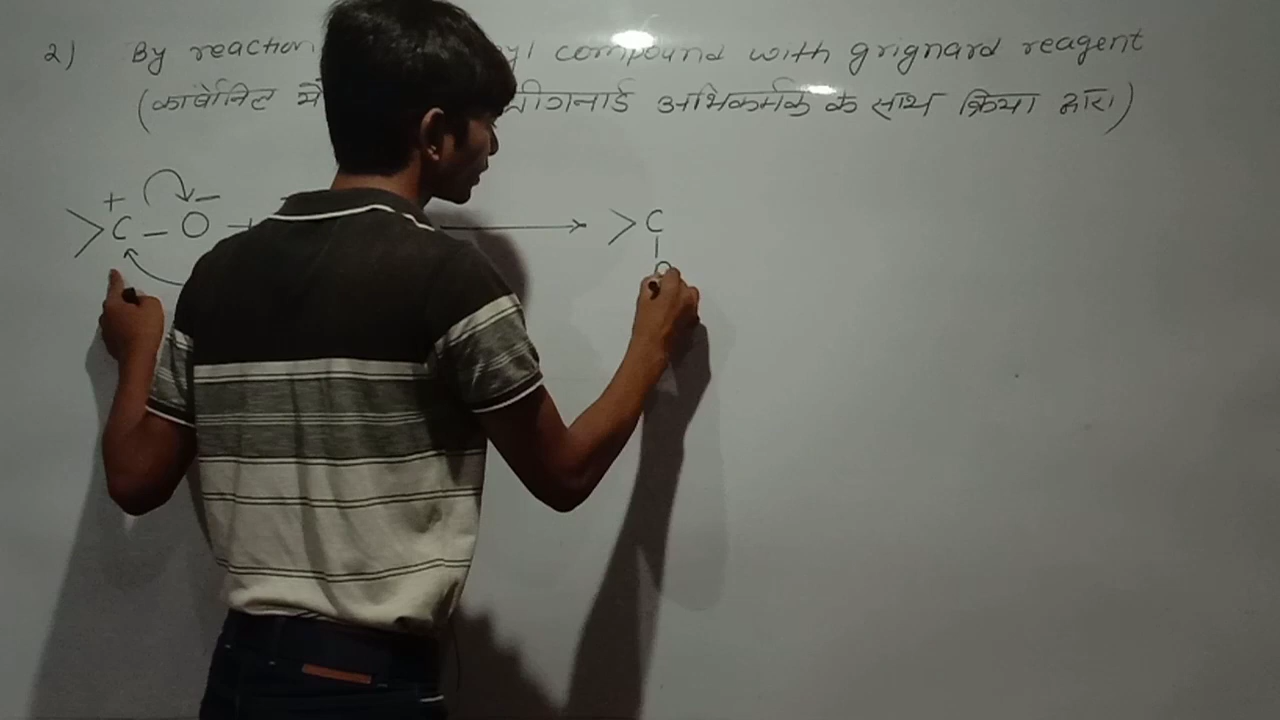 2) By reaction compound with grignard reagent
(कार्बोनिल अभिकर्मक के साथ क्रिया द्वारा)
+ −
>C − O + ⟶ >C